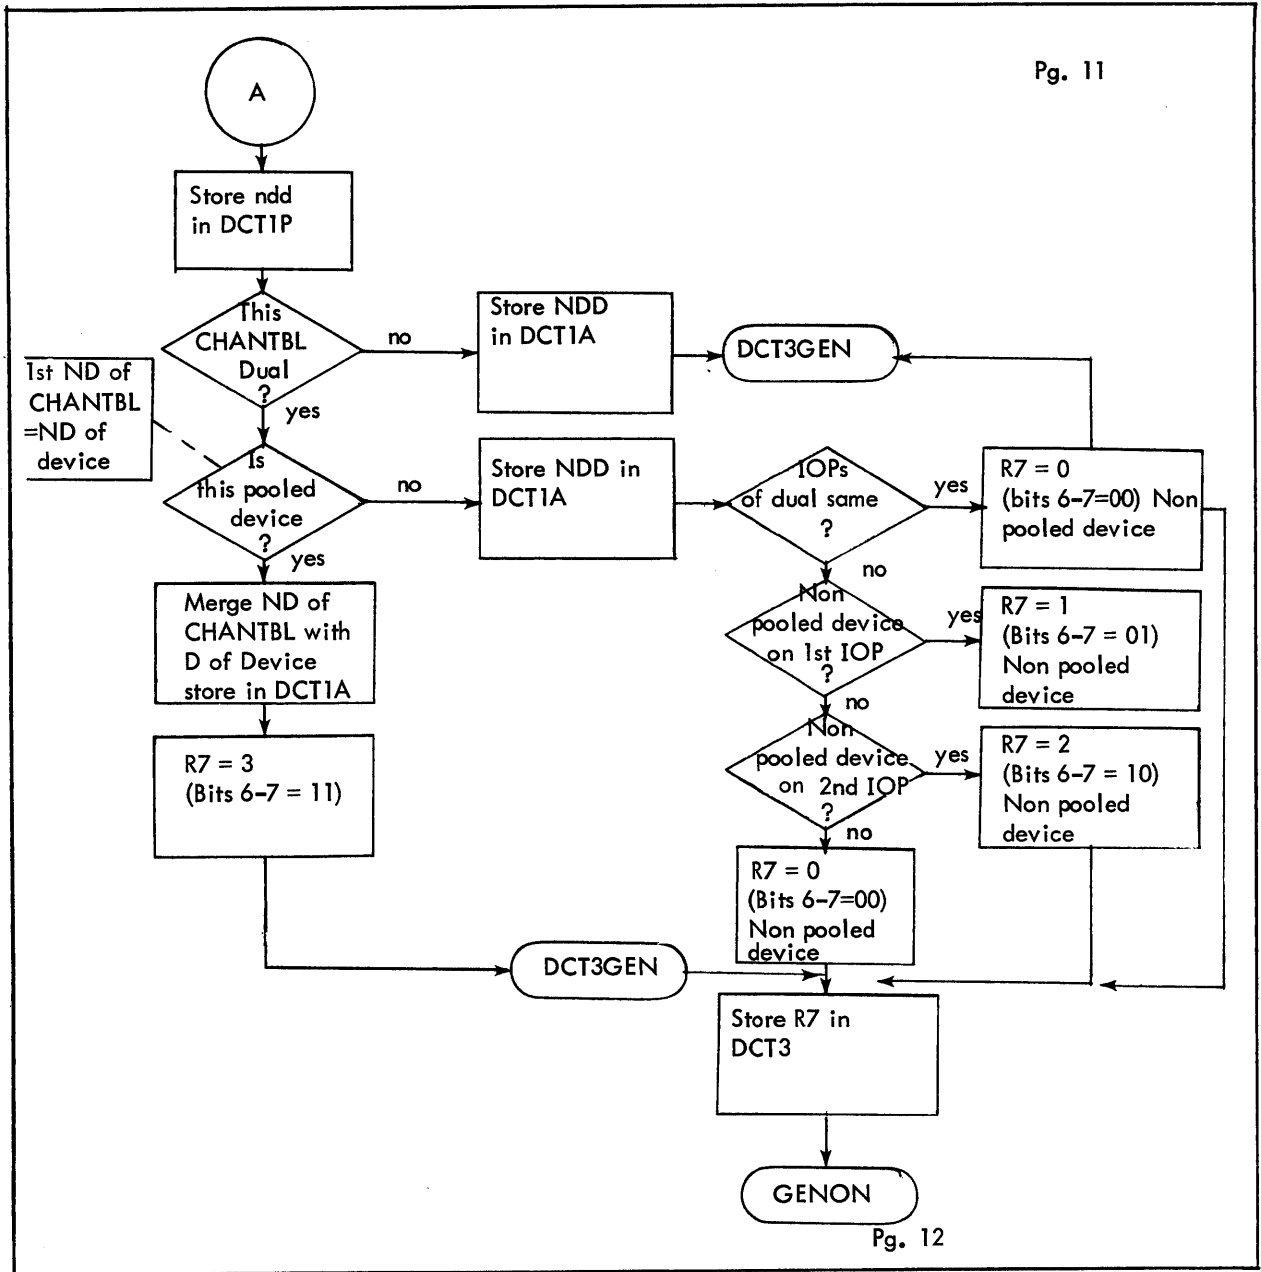 Pg. 11
A
Store ndd
in DCT1P
This
CHANTBL
Dual
?
no
yes
Store NDD
in DCT1A
DCT3GEN
1st ND of
CHANTBL
=ND of
device
Is
this pooled
device
?
no
yes
Store NDD in
DCT1A
IOPs
of dual same
?
yes
no
R7 = 0
(bits 6-7=00) Non
pooled device
Merge ND of
CHANTBL with
D of Device
store in DCT1A
Non
pooled device
on 1st IOP
?
yes
no
R7 = 1
(Bits 6-7 = 01)
Non pooled
device
R7 = 3
(Bits 6-7 = 11)
Non
pooled device
on 2nd IOP
?
yes
no
R7 = 2
(Bits 6-7 = 10)
Non pooled
device
R7 = 0
(Bits 6-7=00)
Non pooled
device
DCT3GEN
Store R7 in
DCT3
GENON
Pg. 12